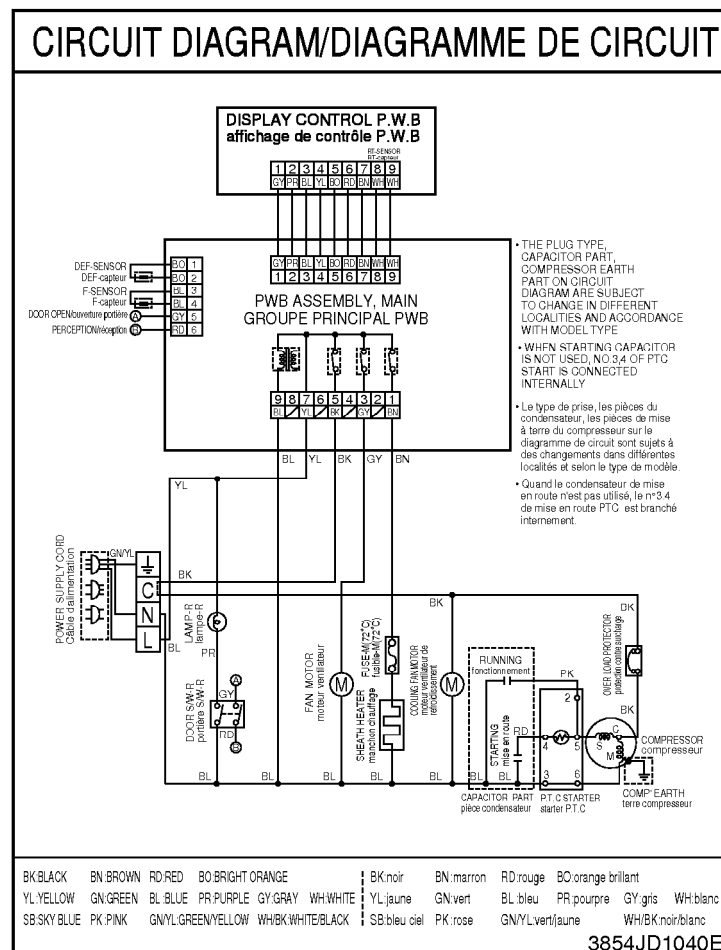 CIRCUIT DIAGRAM/DIAGRAMME DE CIRCUIT
DISPLAY CONTROL P.W.B
affichage de contrôle P.W.B
RT-SENSOR
RT-capteur
1 2 3 4 5 6 7 8 9
GY PR BL YL BO RD BN WH WH
GY PR BL YL BO RD BN WH WH
1 2 3 4 5 6 7 8 9
DEF-SENSOR
DEF-capteur
F-SENSOR
F-capteur
DOOR OPEN/ouverture portière A
PERCEPTION/réception B
BO 1
BO 2
BL 3
BL 4
GY 5
RD 6
PWB ASSEMBLY, MAIN
GROUPE PRINCIPAL PWB
9 8 7 6 5 4 3 2 1
BL YL BK GY BN
BL YL BK GY BN
• THE PLUG TYPE,
CAPACITOR PART,
COMPRESSOR EARTH
PART ON CIRCUIT
DIAGRAM ARE SUBJECT
TO CHANGE IN DIFFERENT
LOCALITIES AND ACCORDANCE
WITH MODEL TYPE
• WHEN STARTING CAPACITOR
IS NOT USED, NO.3,4 OF PTC
START IS CONNECTED
INTERNALLY
• Le type de prise, les pièces du
condensateur, les pièces de mise
à terre du compresseur sur le
diagramme de circuit sont sujets à
des changements dans différentes
localités et selon le type de modèle.
• Quand le condensateur de mise
en route n'est pas utilisé, le n°3.4
de mise en route PTC est branché
internement.
YL
POWER SUPPLY CORD
Câble d'alimentation
GN/YL
C
N
L
BK
BL
LAMP-R
lampe-R
PR
DOOR S/W-R
portière S/W-R
A
GY
RD
B
FAN MOTOR
moteur ventilateur
M
FUSE-M(72°C)
fusible-M(72°C)
SHEATH HEATER
manchon chauffage
COOLING FAN MOTOR
moteur ventilateur de
refroidissement
M
BK
RUNNING
fonctionnement
STARTING
mise en route
RD
PK
2
4 5
3 6
S C
M
BK
OVER LOAD PROTECTOR
protection contre surcharge
BK
COMPRESSOR
compresseur
COMP' EARTH
terre compresseur
BL BL BL BL BL BL BL
CAPACITOR PART
pièce condensateur
P.T.C STARTER
starter P.T.C
BK:BLACK BN:BROWN RD:RED BO:BRIGHT ORANGE
YL:YELLOW GN:GREEN BL:BLUE PR:PURPLE GY:GRAY WH:WHITE
SB:SKY BLUE PK:PINK GN/YL:GREEN/YELLOW WH/BK:WHITE/BLACK
BK:noir BN:marron RD:rouge BO:orange brillant
YL:jaune GN:vert BL:bleu PR:pourpre GY:gris WH:blanc
SB:bleu ciel PK:rose GN/YL:vert/jaune WH/BK:noir/blanc
3854JD1040E